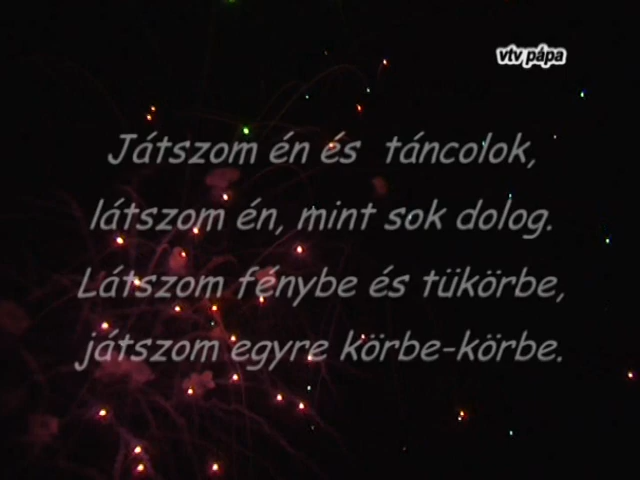 vtv pápa
Játszom én és táncolok,
látszom én, mint sok dolog.
Látszom fénybe és tükörbe,
játszom egyre körbe-körbe.